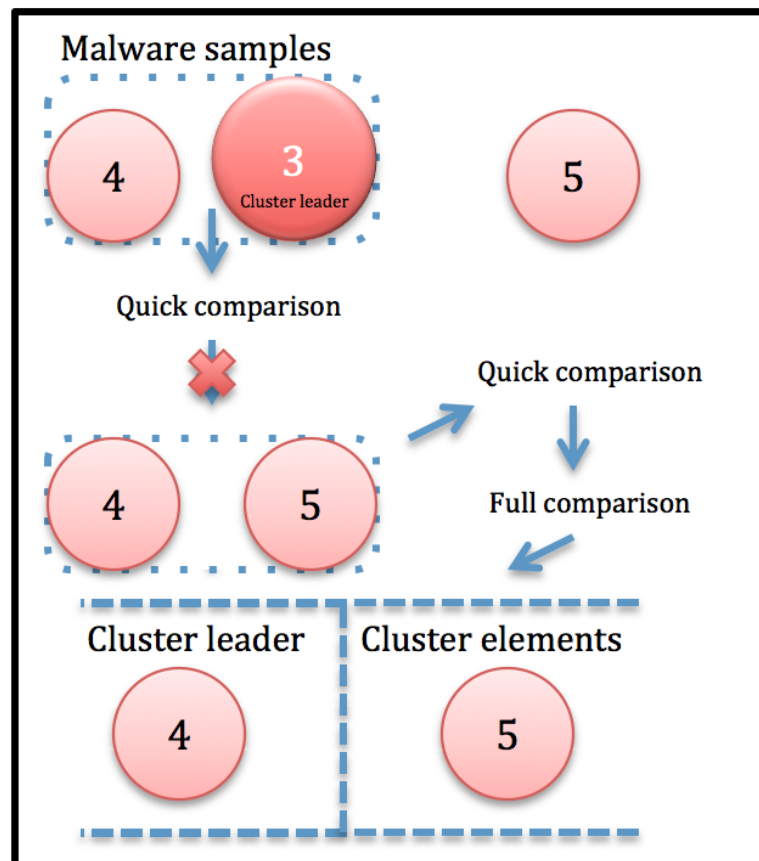 Malware samples
4
3
Cluster leader
5
Quick comparison
Quick comparison
4
5
Full comparison
Cluster leader
Cluster elements
4
5